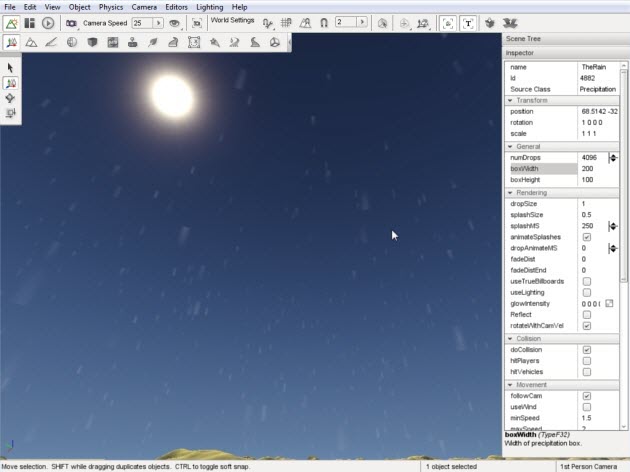 File Edit View Object Physics Camera Editors Lighting Help
Camera Speed 25 World Settings 2
Scene Tree
Inspector
name TheRain
Id 4882
Source Class Precipitation
Transform
position 68.5142 -32
rotation 1 0 0 0
scale 1 1 1
General
numDrops 4096
boxWidth 200
boxHeight 100
Rendering
dropSize 1
splashSize 0.5
splashMS 250
animateSplashes
dropAnimateMS 0
fadeDist 0
fadeDistEnd 0
useTrueBillboards
useLighting
glowIntensity 0 0 0 (
Reflect
rotateWithCamVel
Collision
doCollision
hitPlayers
hitVehicles
Movement
followCam
useWind
minSpeed 1.5
maxSpeed 2
boxWidth (TypeF32)
Width of precipitation box.
Move selection. SHIFT while dragging duplicates objects. CTRL to toggle soft snap. 1 object selected 1st Person Camera